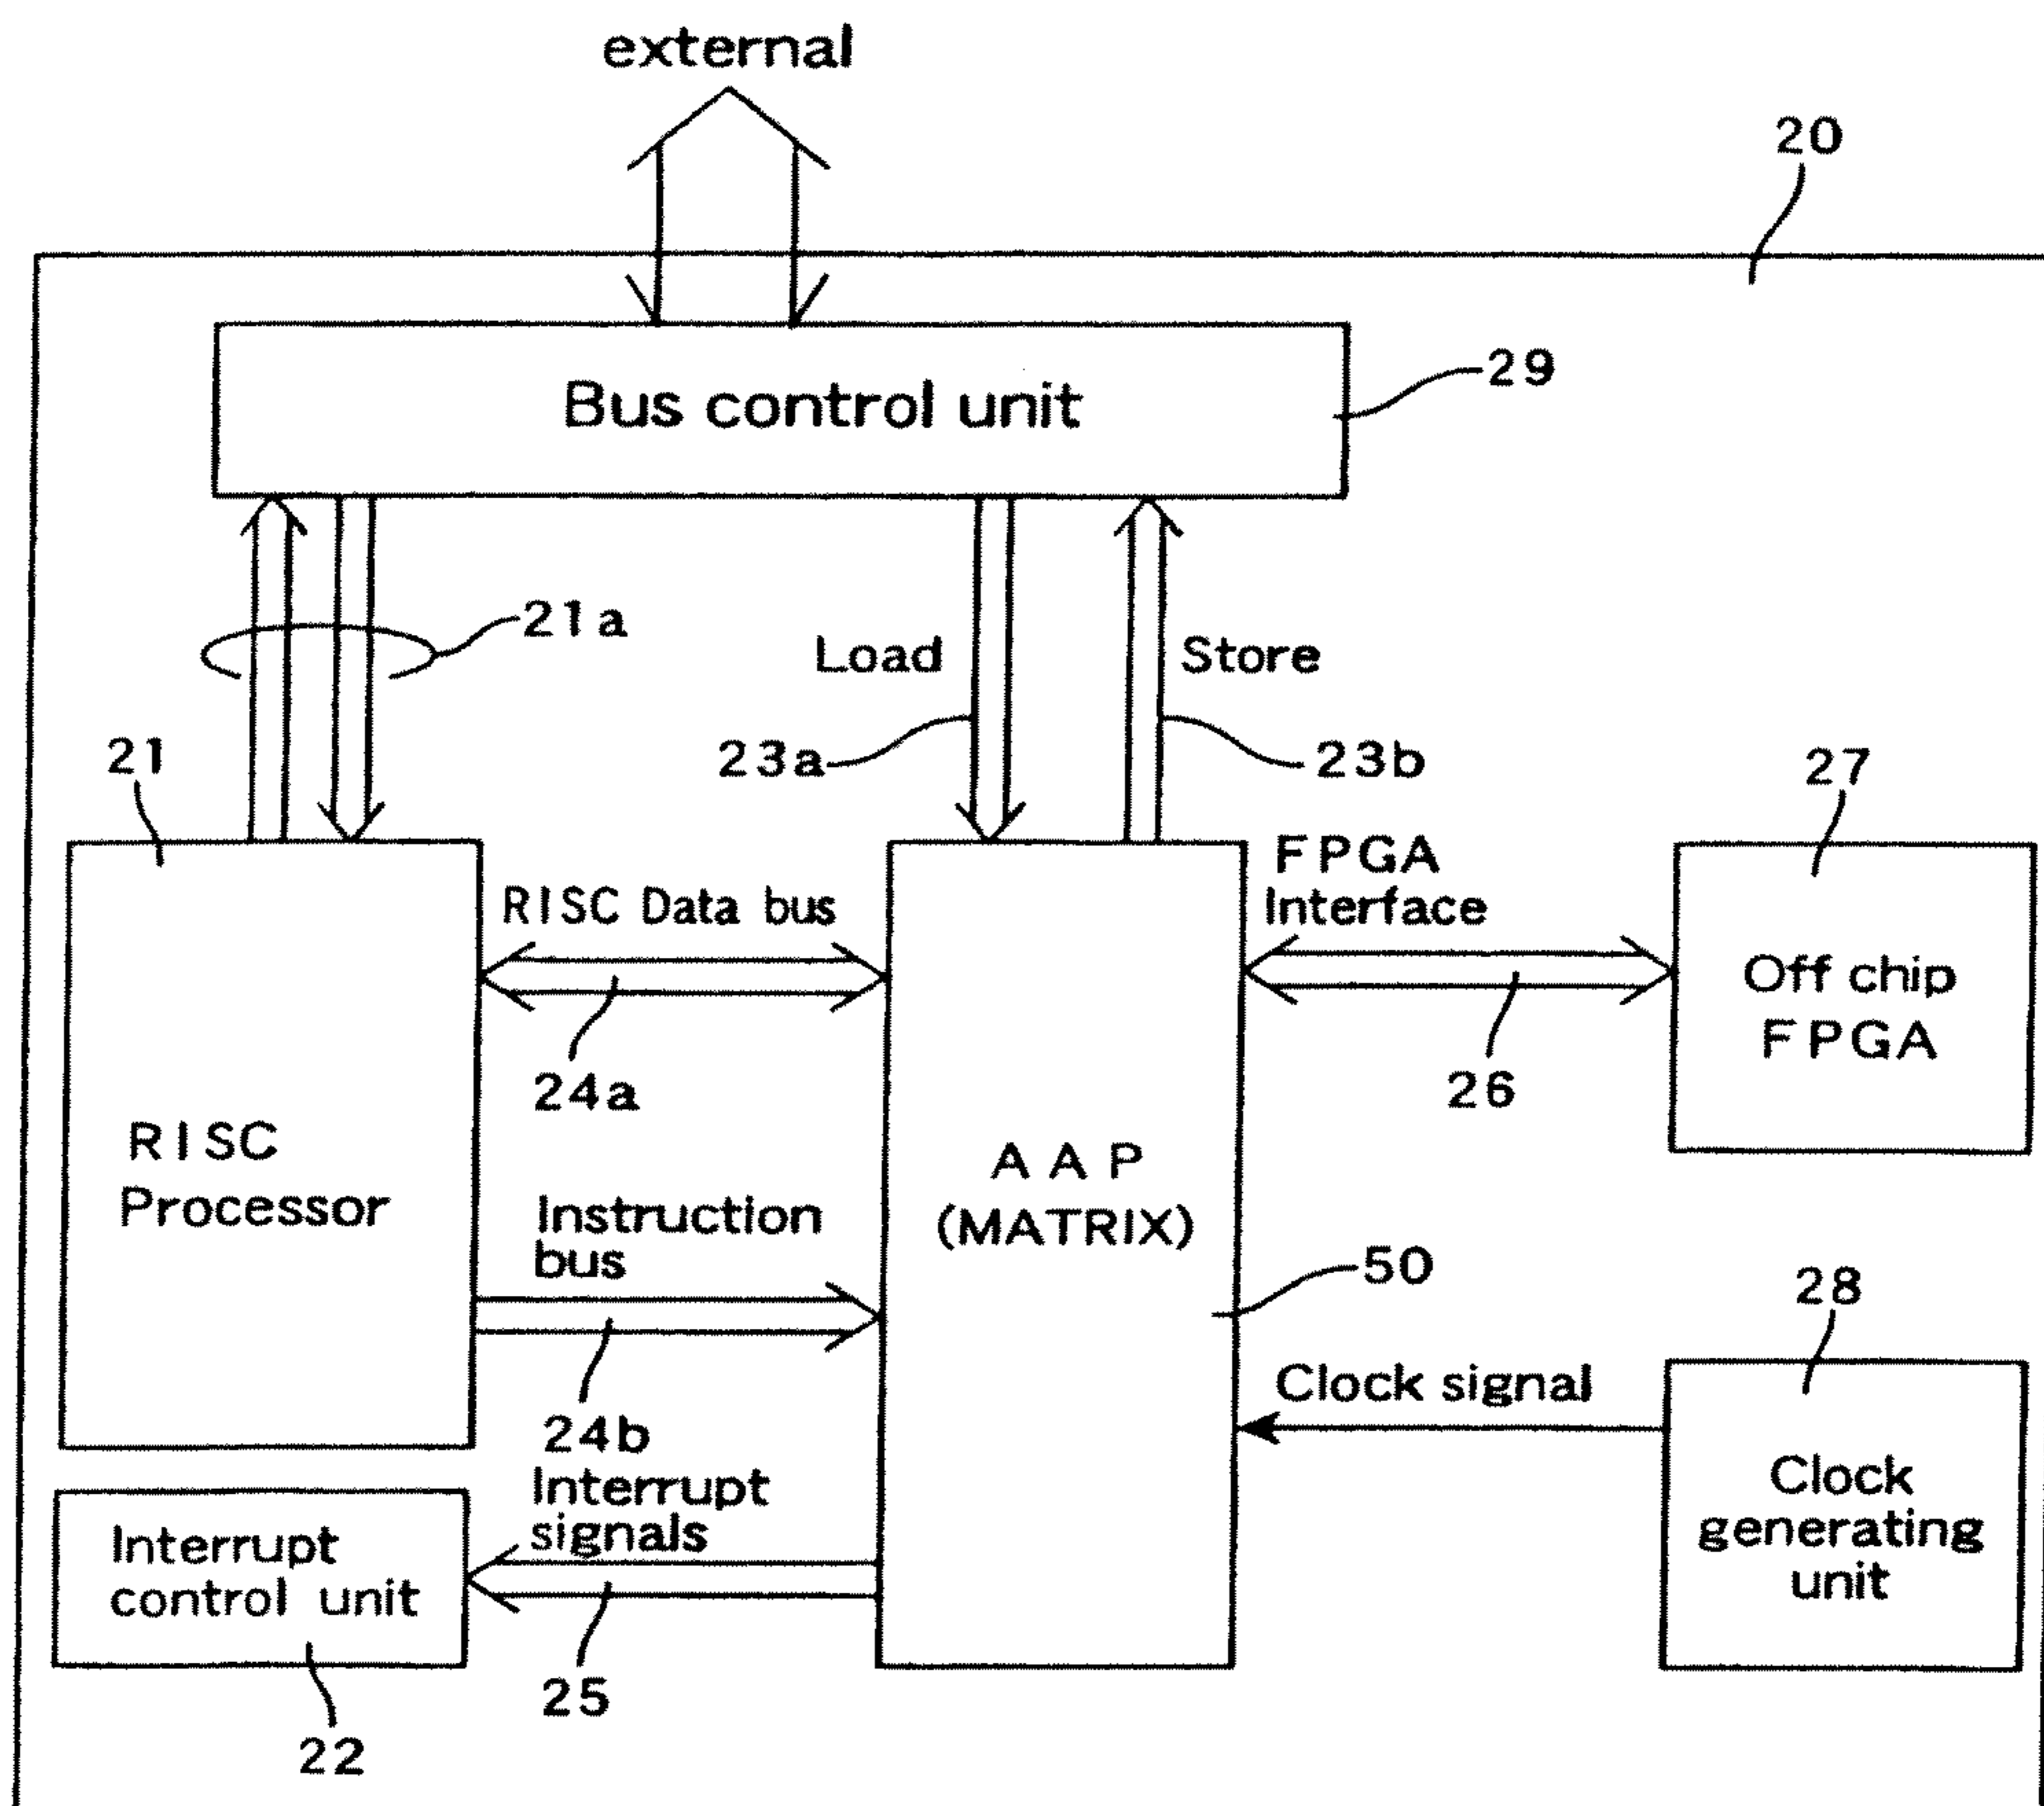 external
20
Bus control unit
29
21a
Load
Store
23a
23b
21
27
RISC Data bus
FPGA
Interface
Off chip
FPGA
24a
26
RISC
Processor
AAP
(MATRIX)
Instruction
bus
50
28
24b
Clock signal
Interrupt
signals
Clock
generating
unit
Interrupt
control unit
25
22